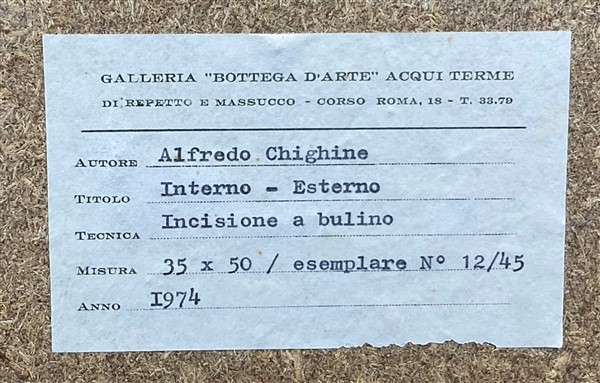 GALLERIA "BOTTEGA D'ARTE" ACQUI TERME
DI REPETTO E MASSUCCO - CORSO ROMA, 18 - T. 33.79
AUTORE Alfredo Chighine
TITOLO Interno - Esterno
TECNICA Incisione a bulino
MISURA 35 x 50 / esemplare N° 12/45
ANNO I974